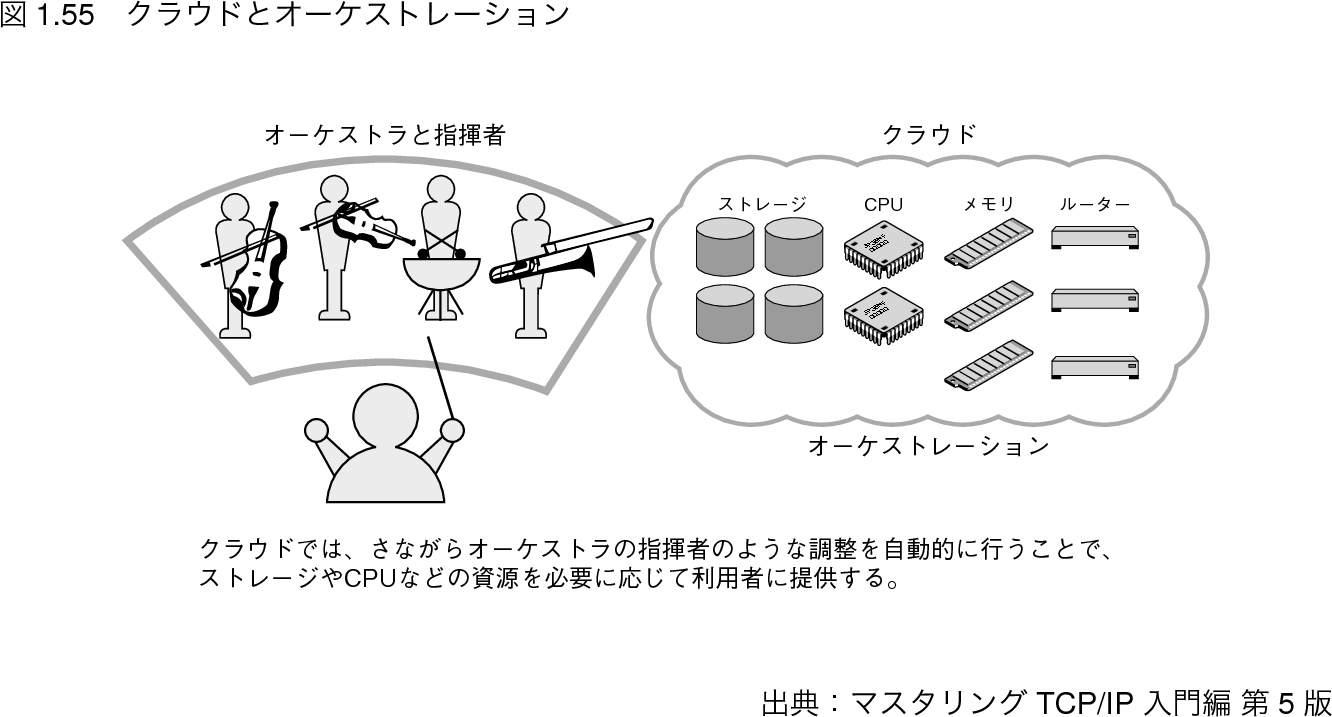 図 1.55　クラウドとオーケストレーション
オーケストラと指揮者
クラウド
ストレージ
CPU
メモリ
ルーター
オーケストレーション
クラウドでは、さながらオーケストラの指揮者のような調整を自動的に行うことで、
ストレージやCPUなどの資源を必要に応じて利用者に提供する。
出典：マスタリング TCP/IP 入門編 第 5 版